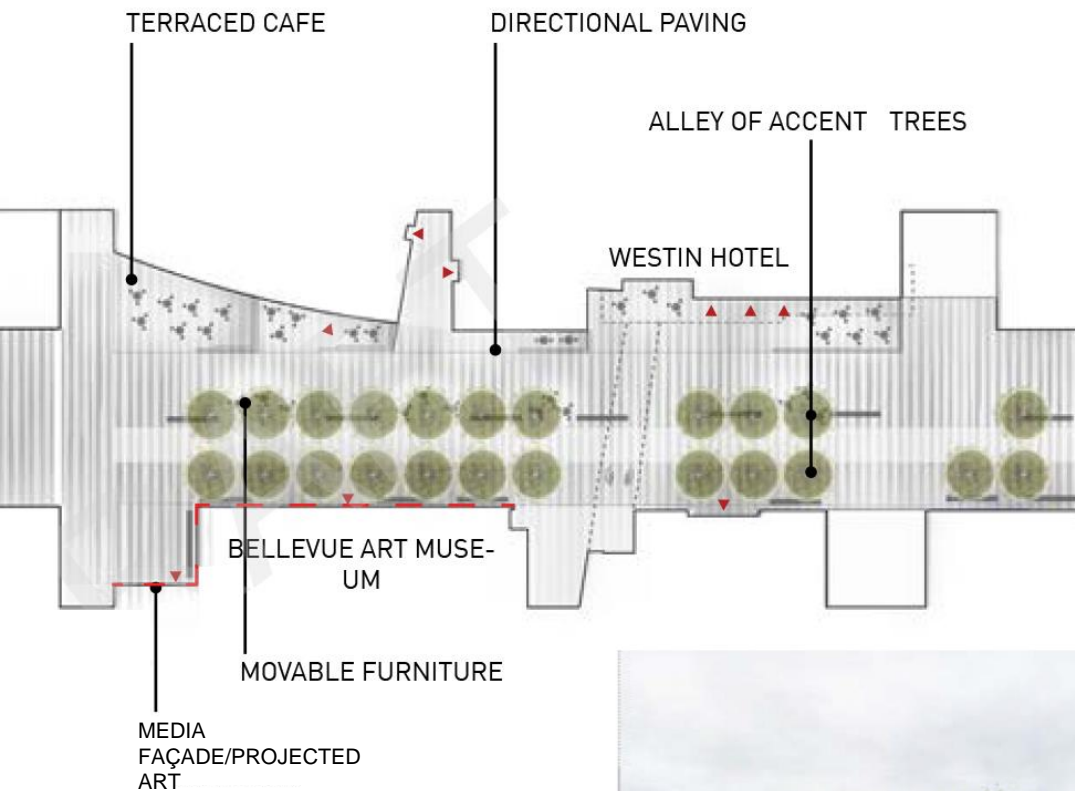 TERRACED CAFE
DIRECTIONAL PAVING
ALLEY OF ACCENT TREES
WESTIN HOTEL
BELLEVUE ART MUSE-
UM
MOVABLE FURNITURE
MEDIA
FAÇADE/PROJECTED
ART